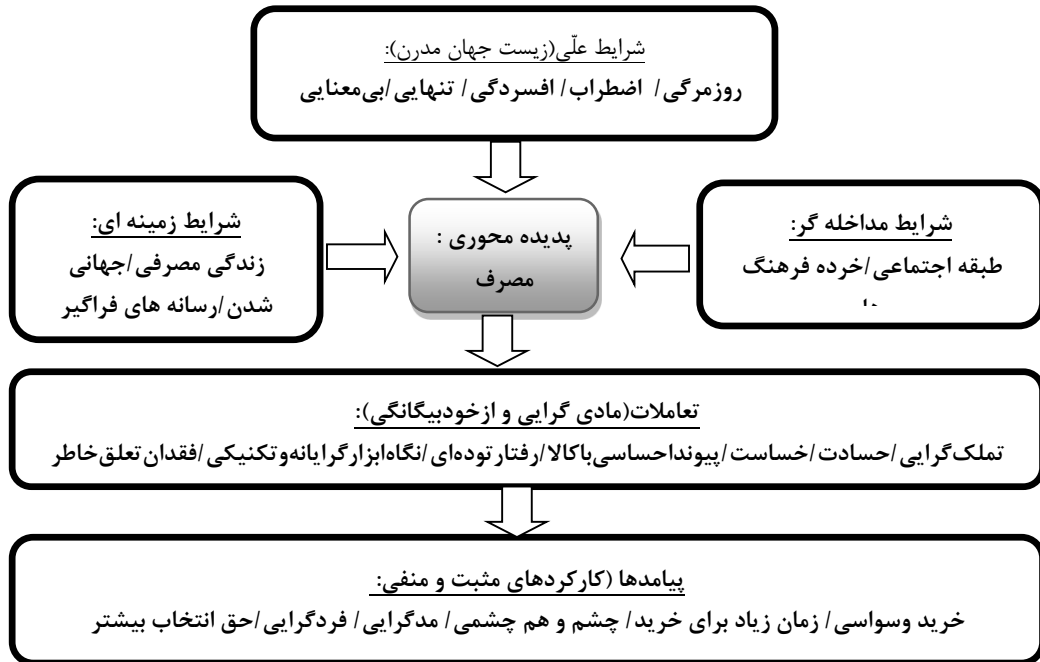 شرایط علّی(زیست جهان مدرن):
روزمرگی/ اضطراب/ افسردگی/ تنهایی/بی‌معنایی
شرایط زمینه ای:
زندگی مصرفی/جهانی
شدن/رسانه های فراگیر
پدیده محوری :
مصرف
شرایط مداخله گر:
طبقه اجتماعی/خرده فرهنگ
تعاملات(مادی گرایی و ازخودبیگانگی):
تملک‌گرایی/حسادت/خساست/پیونداحساسی‌باکالا/رفتارتوده‌ای/نگاه‌ابزارگرایانه‌وتکنیکی/فقدان‌تعلق‌خاطر
پیامدها (کارکردهای مثبت و منفی:
خرید وسواسی/ زمان زیاد برای خرید/ چشم و هم چشمی/ مدگرایی/ فردگرایی/حق انتخاب بیشتر